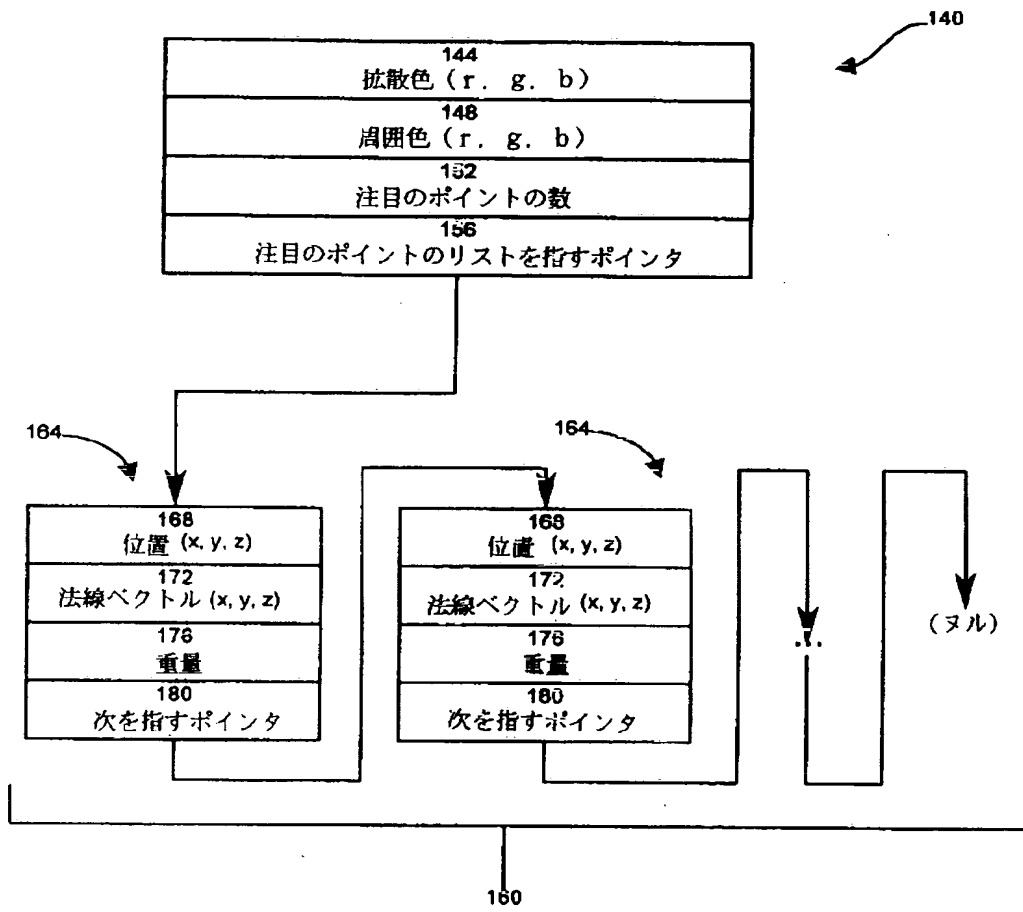 140
144
拡散色 (r. g. b)
148
周囲色 (r. g. b)
152
注目のポイントの数
156
注目のポイントのリストを指すポインタ
164
164
168
位置 (x, y, z)
172
法線ベクトル (x, y, z)
176
重量
180
次を指すポインタ
168
位置 (x, y, z)
172
法線ベクトル (x, y, z)
176
重量
180
次を指すポインタ
...
(ヌル)
160